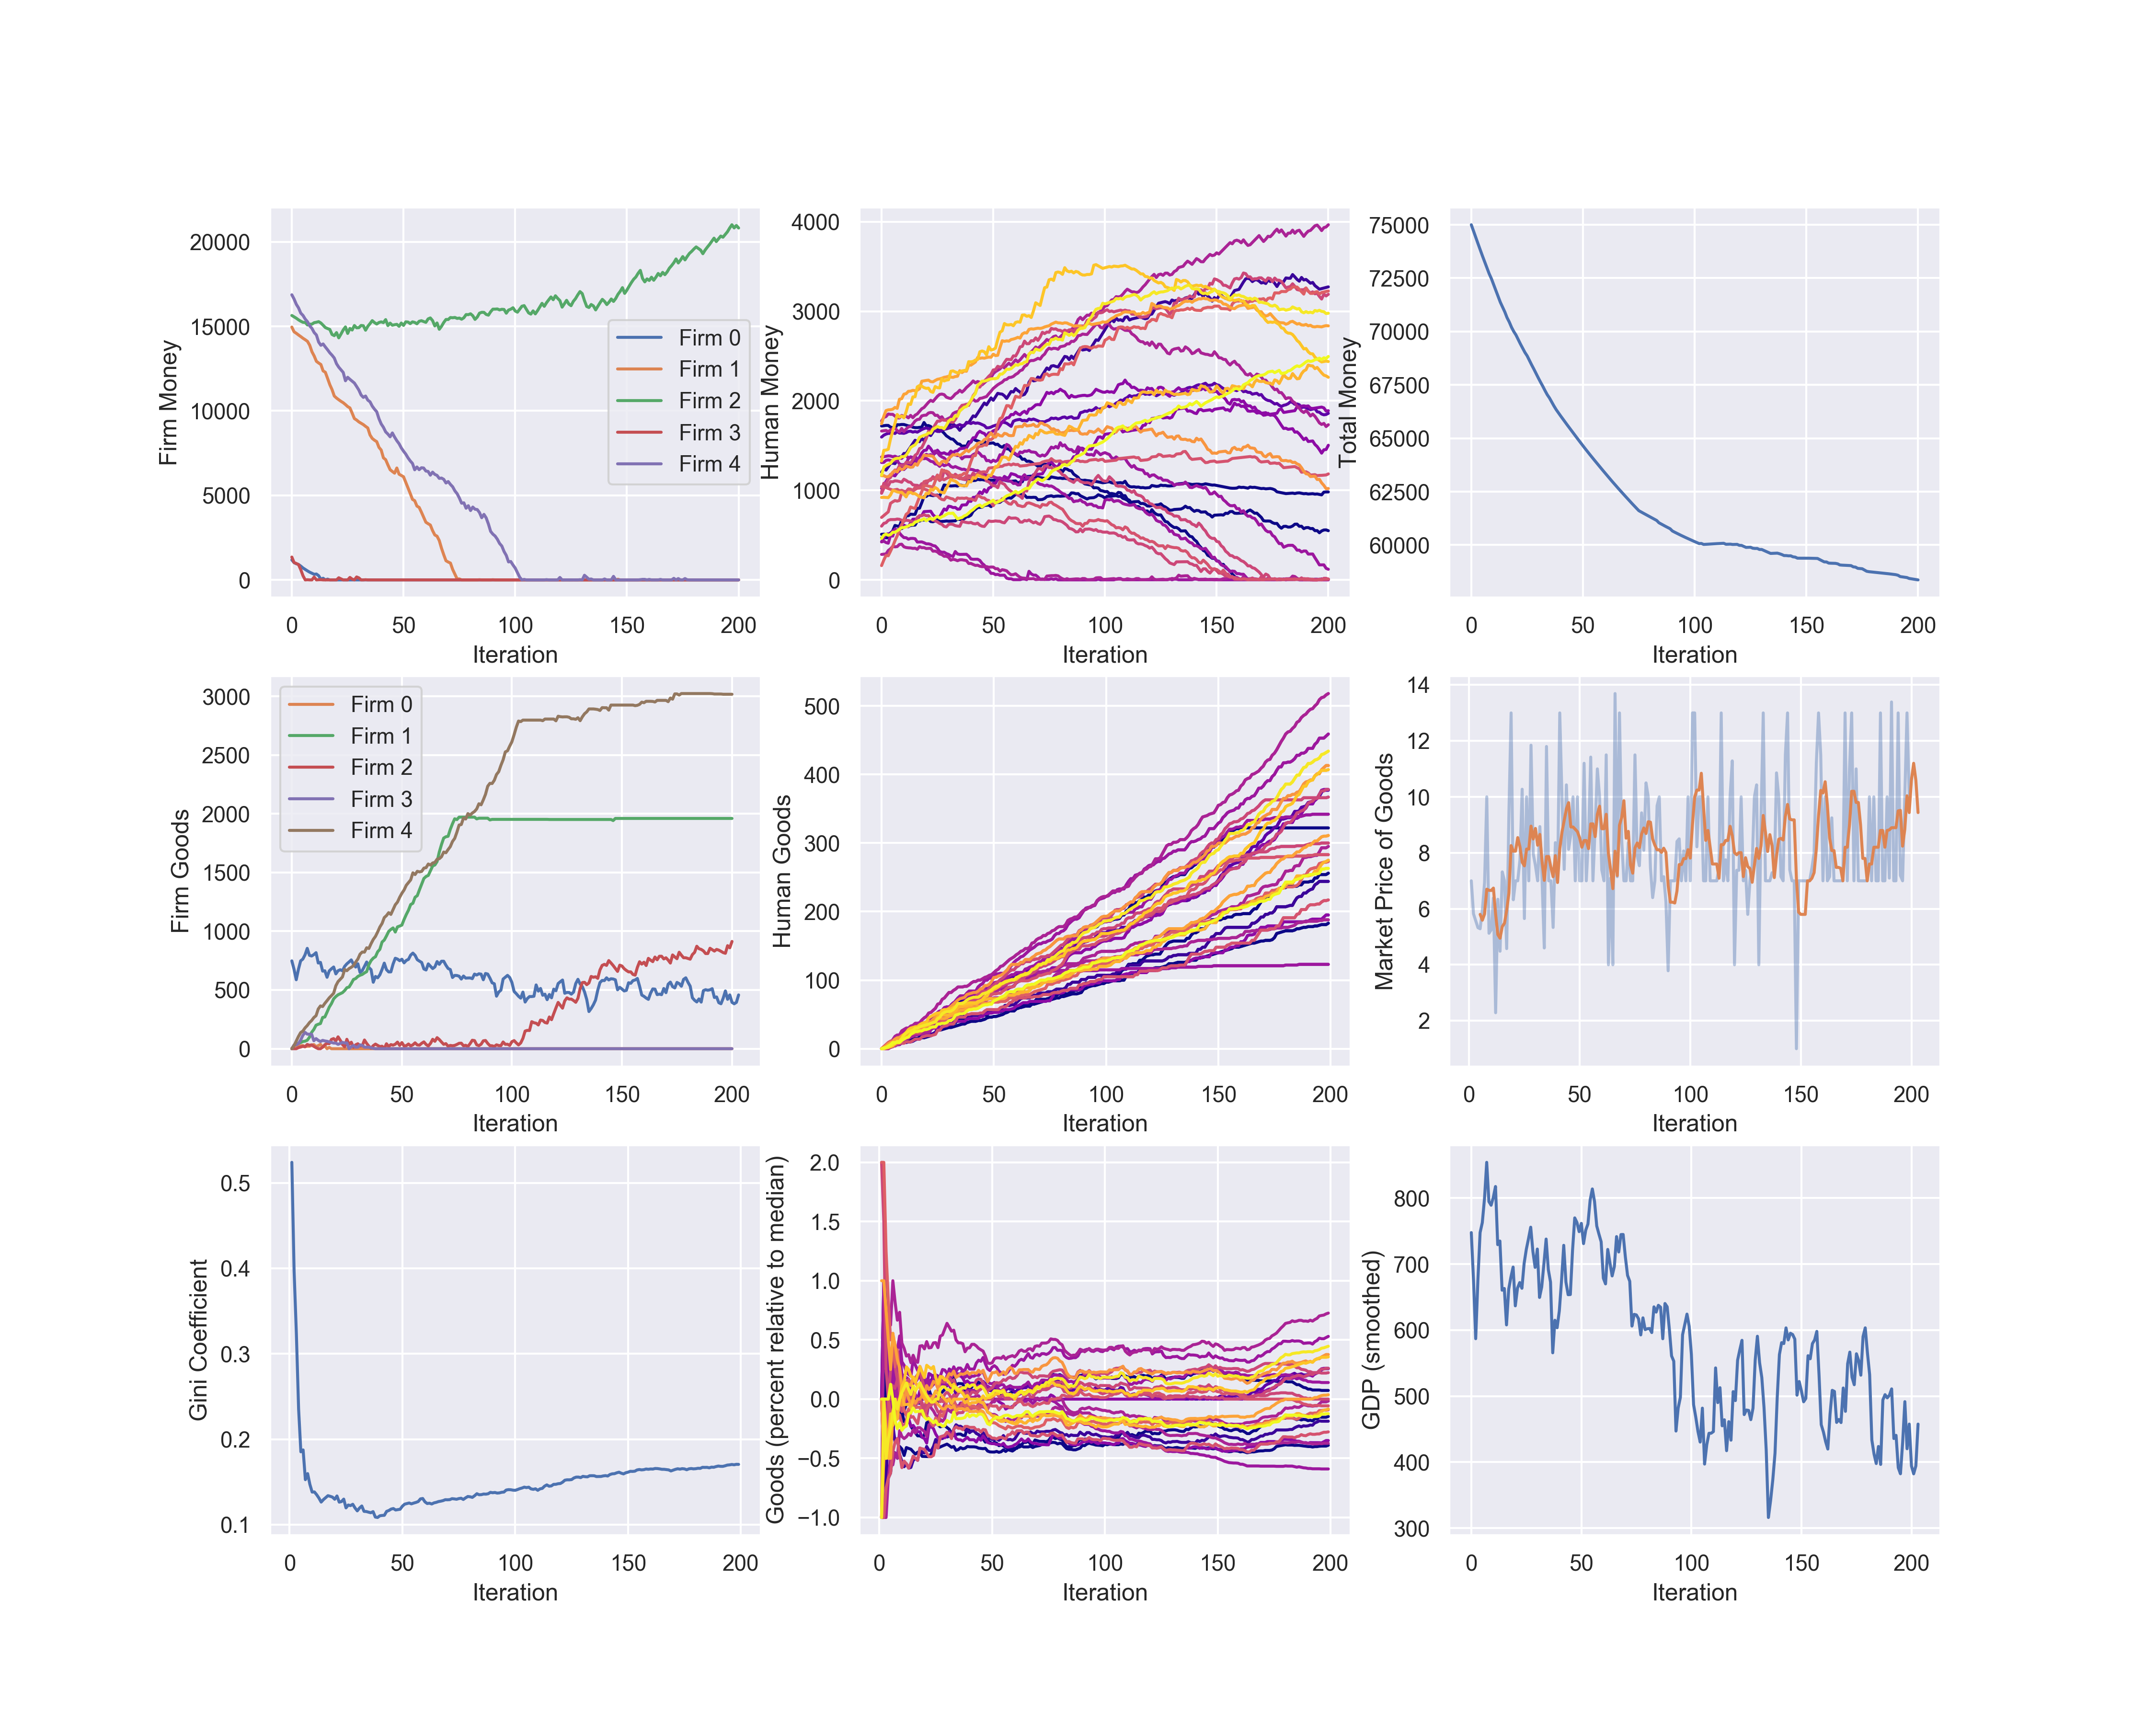 20000
15000
10000
5000
0
Firm Money
Firm 0
Firm 1
Firm 2
Firm 3
Firm 4
0 50 100 150 200
Iteration
4000
3000
2000
1000
0
Human Money
0 50 100 150 200
Iteration
75000
72500
70000
67500
65000
62500
60000
Total Money
0 50 100 150 200
Iteration
3000
2500
2000
1500
1000
500
0
Firm Goods
Firm 0
Firm 1
Firm 2
Firm 3
Firm 4
0 50 100 150 200
Iteration
500
400
300
200
100
0
Human Goods
0 50 100 150 200
Iteration
14
12
10
8
6
4
2
Market Price of Goods
0 50 100 150 200
Iteration
0.5
0.4
0.3
0.2
0.1
Gini Coefficient
0 50 100 150 200
Iteration
2.0
1.5
1.0
0.5
0.0
−0.5
−1.0
Goods (percent relative to median)
0 50 100 150 200
Iteration
800
700
600
500
400
300
GDP (smoothed)
0 50 100 150 200
Iteration